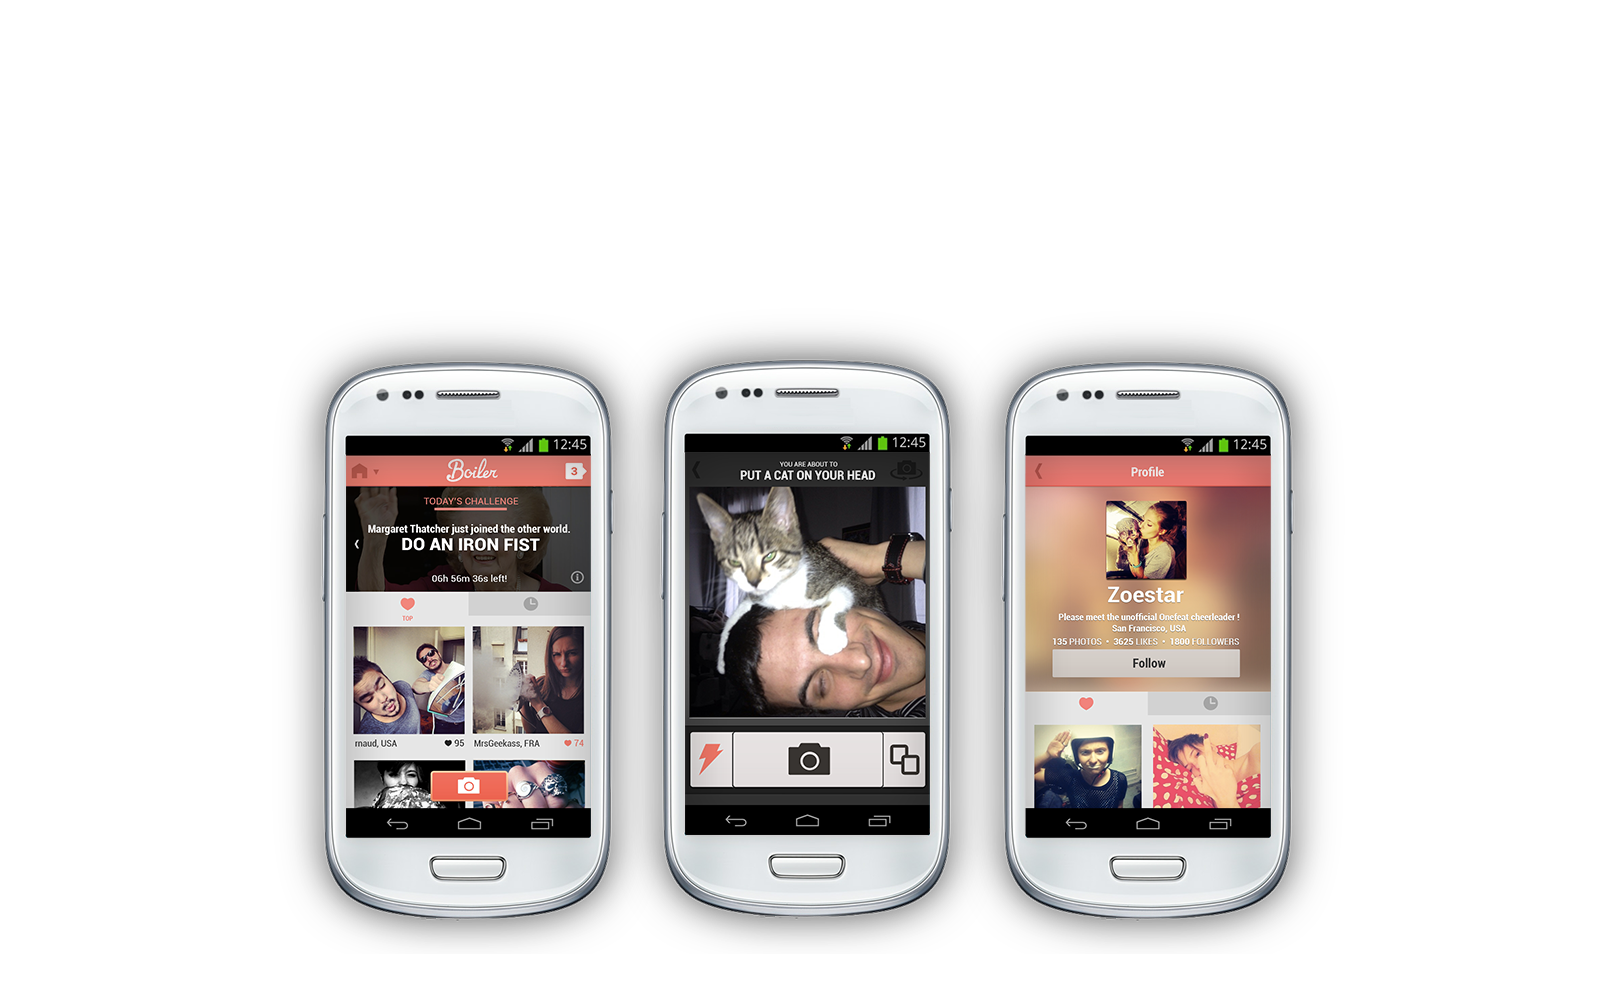 12:45
Boiler
3
TODAY'S CHALLENGE
Margaret Thatcher just joined the other world.
DO AN IRON FIST
06h 56m 36s left!
TOP
rnaud, USA
95
MrsGeekass, FRA
74
12:45
YOU ARE ABOUT TO
PUT A CAT ON YOUR HEAD
12:45
Profile
Zoestar
Please meet the unofficial Onefeat cheerleader !
San Francisco, USA
135 PHOTOS • 3625 LIKES • 1800 FOLLOWERS
Follow